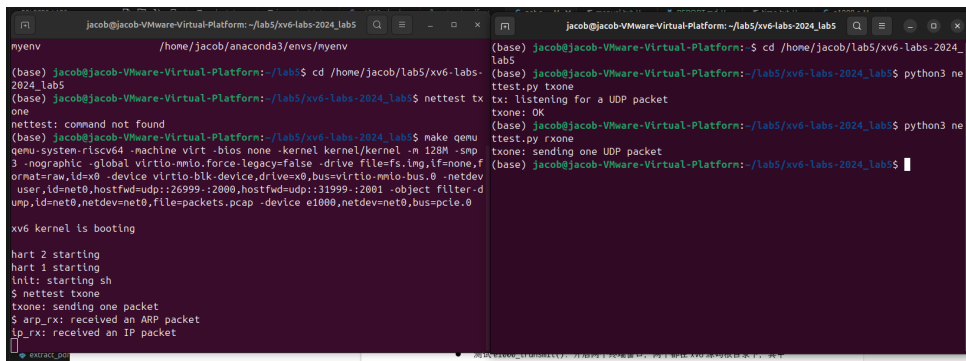 jacob@jacob-VMware-Virtual-Platform: ~/lab5/xv6-labs-2024_lab5
myenv                   /home/jacob/anaconda3/envs/myenv
(base) jacob@jacob-VMware-Virtual-Platform:~/lab5$ cd /home/jacob/lab5/xv6-labs-
2024_lab5
(base) jacob@jacob-VMware-Virtual-Platform:~/lab5/xv6-labs-2024_lab5$ nettest tx
one
nettest: command not found
(base) jacob@jacob-VMware-Virtual-Platform:~/lab5/xv6-labs-2024_lab5$ make qemu
qemu-system-riscv64 -machine virt -bios none -kernel kernel/kernel -m 128M -smp
3 -nographic -global virtio-mmio.force-legacy=false -drive file=fs.img,if=none,f
ormat=raw,id=x0 -device virtio-blk-device,drive=x0,bus=virtio-mmio-bus.0 -netdev
user,id=net0,hostfwd=udp::26999-:2000,hostfwd=udp::31999-:2001 -object filter-d
ump,id=net0,netdev=net0,file=packets.pcap -device e1000,netdev=net0,bus=pcie.0
xv6 kernel is booting
hart 2 starting
hart 1 starting
init: starting sh
$ nettest txone
txone: sending one packet
$ arp_rx: received an ARP packet
ip_rx: received an IP packet
jacob@jacob-VMware-Virtual-Platform: ~/lab5/xv6-labs-2024_lab5
(base) jacob@jacob-VMware-Virtual-Platform:~$ cd /home/jacob/lab5/xv6-labs-2024_
lab5
(base) jacob@jacob-VMware-Virtual-Platform:~/lab5/xv6-labs-2024_lab5$ python3 ne
ttest.py txone
tx: listening for a UDP packet
txone: OK
(base) jacob@jacob-VMware-Virtual-Platform:~/lab5/xv6-labs-2024_lab5$ python3 ne
ttest.py rxone
txone: sending one UDP packet
(base) jacob@jacob-VMware-Virtual-Platform:~/lab5/xv6-labs-2024_lab5$